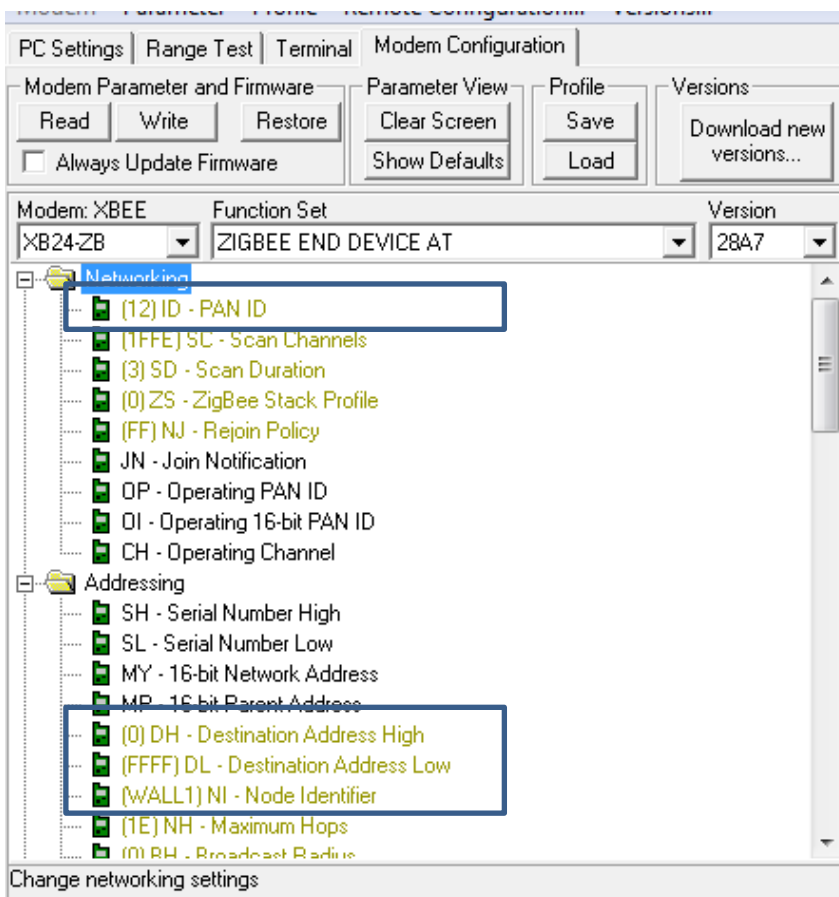 Modem Parameter Profile Remote Configuration... Versions...
PC Settings Range Test Terminal Modem Configuration
Modem Parameter and Firmware Parameter View Profile Versions
Read Write Restore Clear Screen Save Download new versions...
Always Update Firmware Show Defaults Load
Modem: XBEE Function Set Version
XB24-ZB ZIGBEE END DEVICE AT 28A7
Networking
(12) ID - PAN ID
(1FFE) SC - Scan Channels
(3) SD - Scan Duration
(0) ZS - ZigBee Stack Profile
(FF) NJ - Rejoin Policy
JN - Join Notification
OP - Operating PAN ID
OI - Operating 16-bit PAN ID
CH - Operating Channel
Addressing
SH - Serial Number High
SL - Serial Number Low
MY - 16-bit Network Address
MP - 16-bit Parent Address
(0) DH - Destination Address High
(FFFF) DL - Destination Address Low
(WALL1) NI - Node Identifier
(1E) NH - Maximum Hops
(0) BH - Broadcast Radius
Change networking settings